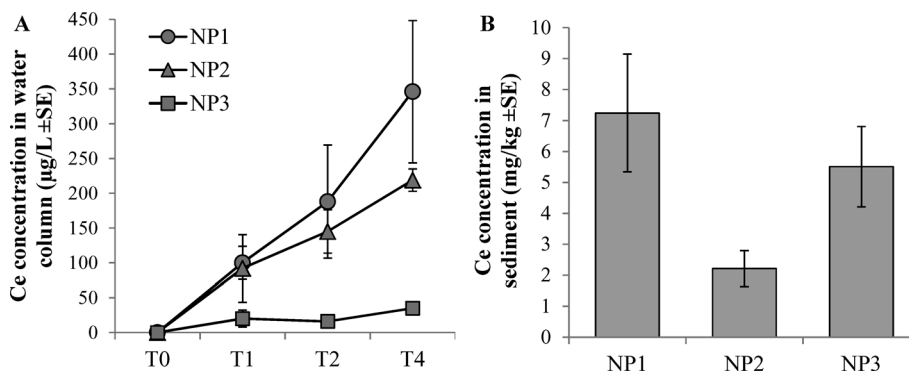 A
Ce concentration in water
column (µg/L ±SE)
450
400
350
300
250
200
150
100
50
0
NP1
NP2
NP3
T0
T1
T2
T4
B
Ce concentration in
sediment (mg/kg ±SE)
10
9
8
7
6
5
4
3
2
1
0
NP1
NP2
NP3